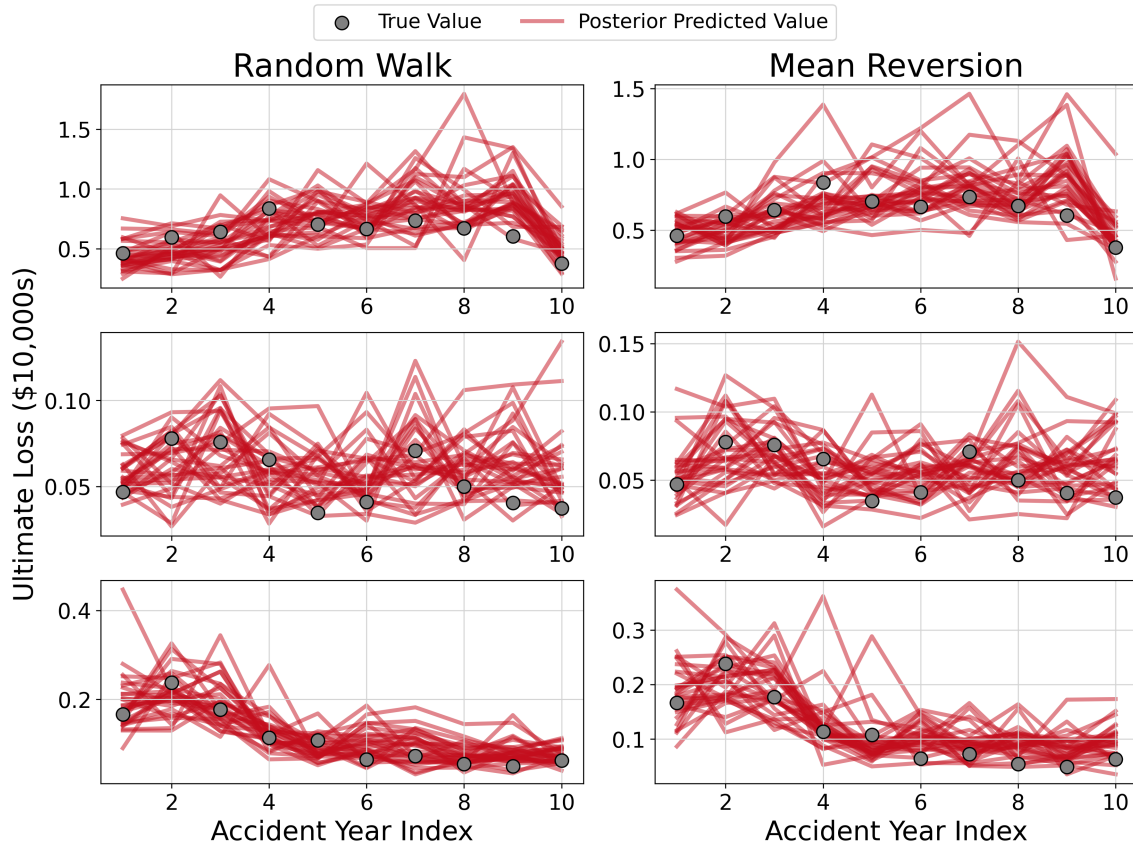 True Value Posterior Predicted Value
Random Walk Mean Reversion
Ultimate Loss ($10,000s)
1.5
1.0
0.5
2 4 6 8 10
1.5
1.0
0.5
2 4 6 8 10
0.10
0.05
2 4 6 8 10
0.15
0.10
0.05
2 4 6 8 10
0.4
0.2
2 4 6 8 10
0.3
0.2
0.1
2 4 6 8 10
Accident Year Index Accident Year Index